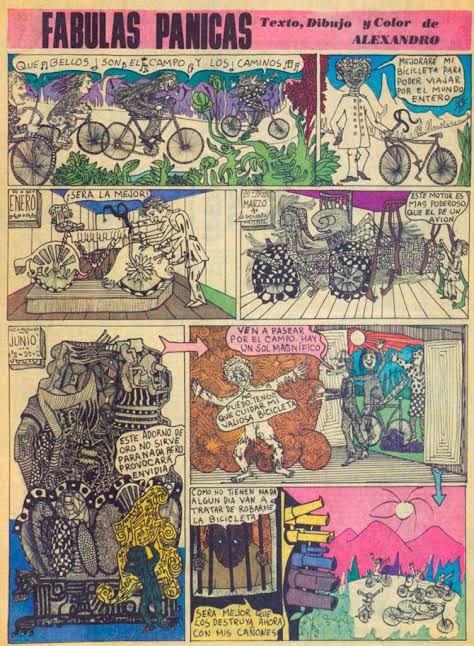 FABULAS PANICAS
Texto, Dibujo y Color de
ALEXANDRO
QUE BELLOS SON EL CAMPO Y LOS CAMINOS
MEJORARE MI
BICICLETA PARA
PODER VIAJAR
POR EL MUNDO
ENTERO
ENERO
¡SERA LA MEJOR!
MARZO
ESTE MOTOR ES
MAS PODEROSO
QUE EL DE UN
AVION
JUNIO
ESTE ADORNO DE
ORO NO SIRVE
PARA NADA PERO
PROVOCARA
ENVIDIA
VEN A PASEAR
POR EL CAMPO. HAY
UN SOL MAGNIFICO
PUEDO, TENGO
QUE CUIDAR MI
VALIOSA BICICLETA
COMO NO TIENEN NADA
ALGUN DIA VAN A
TRATAR DE ROBARME
LA BICICLETA
SERA MEJOR QUE
LOS DESTRUYA AHORA
CON MIS CAÑONES